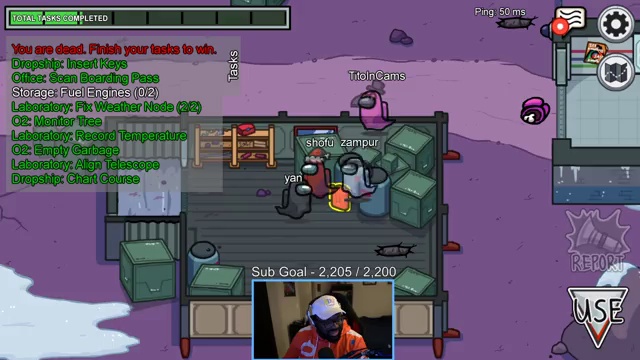 TOTAL TASKS COMPLETED
Ping: 50 ms
You are dead. Finish your tasks to win.
Dropship: Insert Keys
Office: Scan Boarding Pass
Storage: Fuel Engines (0/2)
Laboratory: Fix Weather Node (2/2)
O2: Monitor Tree
Laboratory: Record Temperature
O2: Empty Garbage
Laboratory: Align Telescope
Dropship: Chart Course
Tasks
TitoInCams
shofu
zampur
yan
REPORT
USE
Sub Goal - 2,205 / 2,200